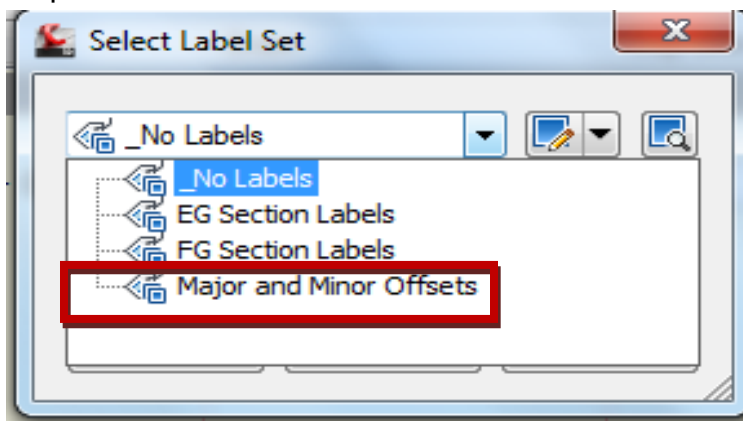 Select Label Set
_No Labels
_No Labels
EG Section Labels
FG Section Labels
Major and Minor Offsets